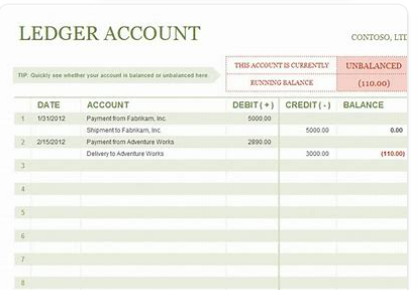 LEDGER ACCOUNT
CONTOSO, LTD
THIS ACCOUNT IS CURRENTLY UNBALANCED
TIP Quickly see whether your account is balanced or unbalanced here
RUNNING BALANCE (110.00)
DATE ACCOUNT DEBIT ( + ) CREDIT ( - ) BALANCE
1 1/31/2012 Payment from Fabrikam, Inc. 5000.00
Shipment to Fabrikam, Inc. 5000.00 0.00
2 2/15/2012 Payment from Adventure Works 2890.00
Delivery to Adventure Works 3000.00 (110.00)
3
4
5
6
7
8